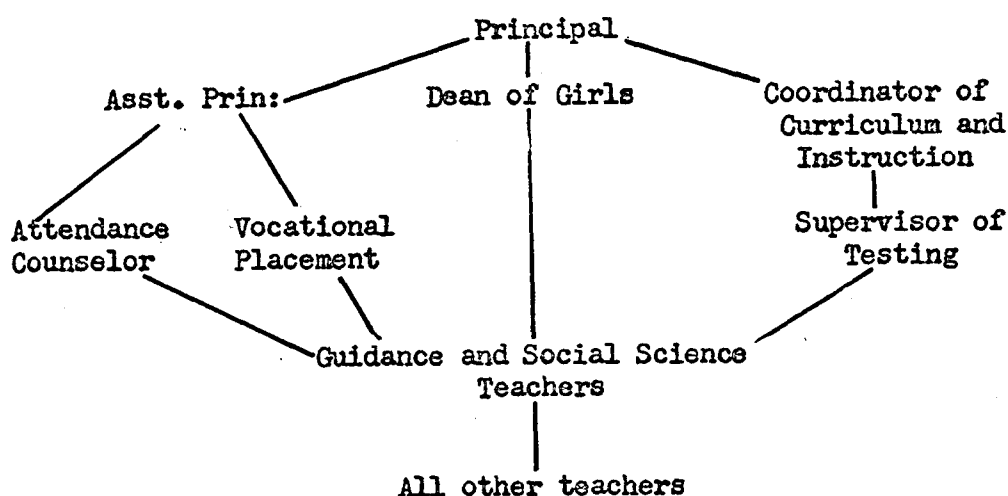 Principal
Asst. Prin:
Dean of Girls
Coordinator of
Curriculum and
Instruction
Attendance
Counselor
Vocational
Placement
Supervisor of
Testing
Guidance and Social Science
Teachers
All other teachers